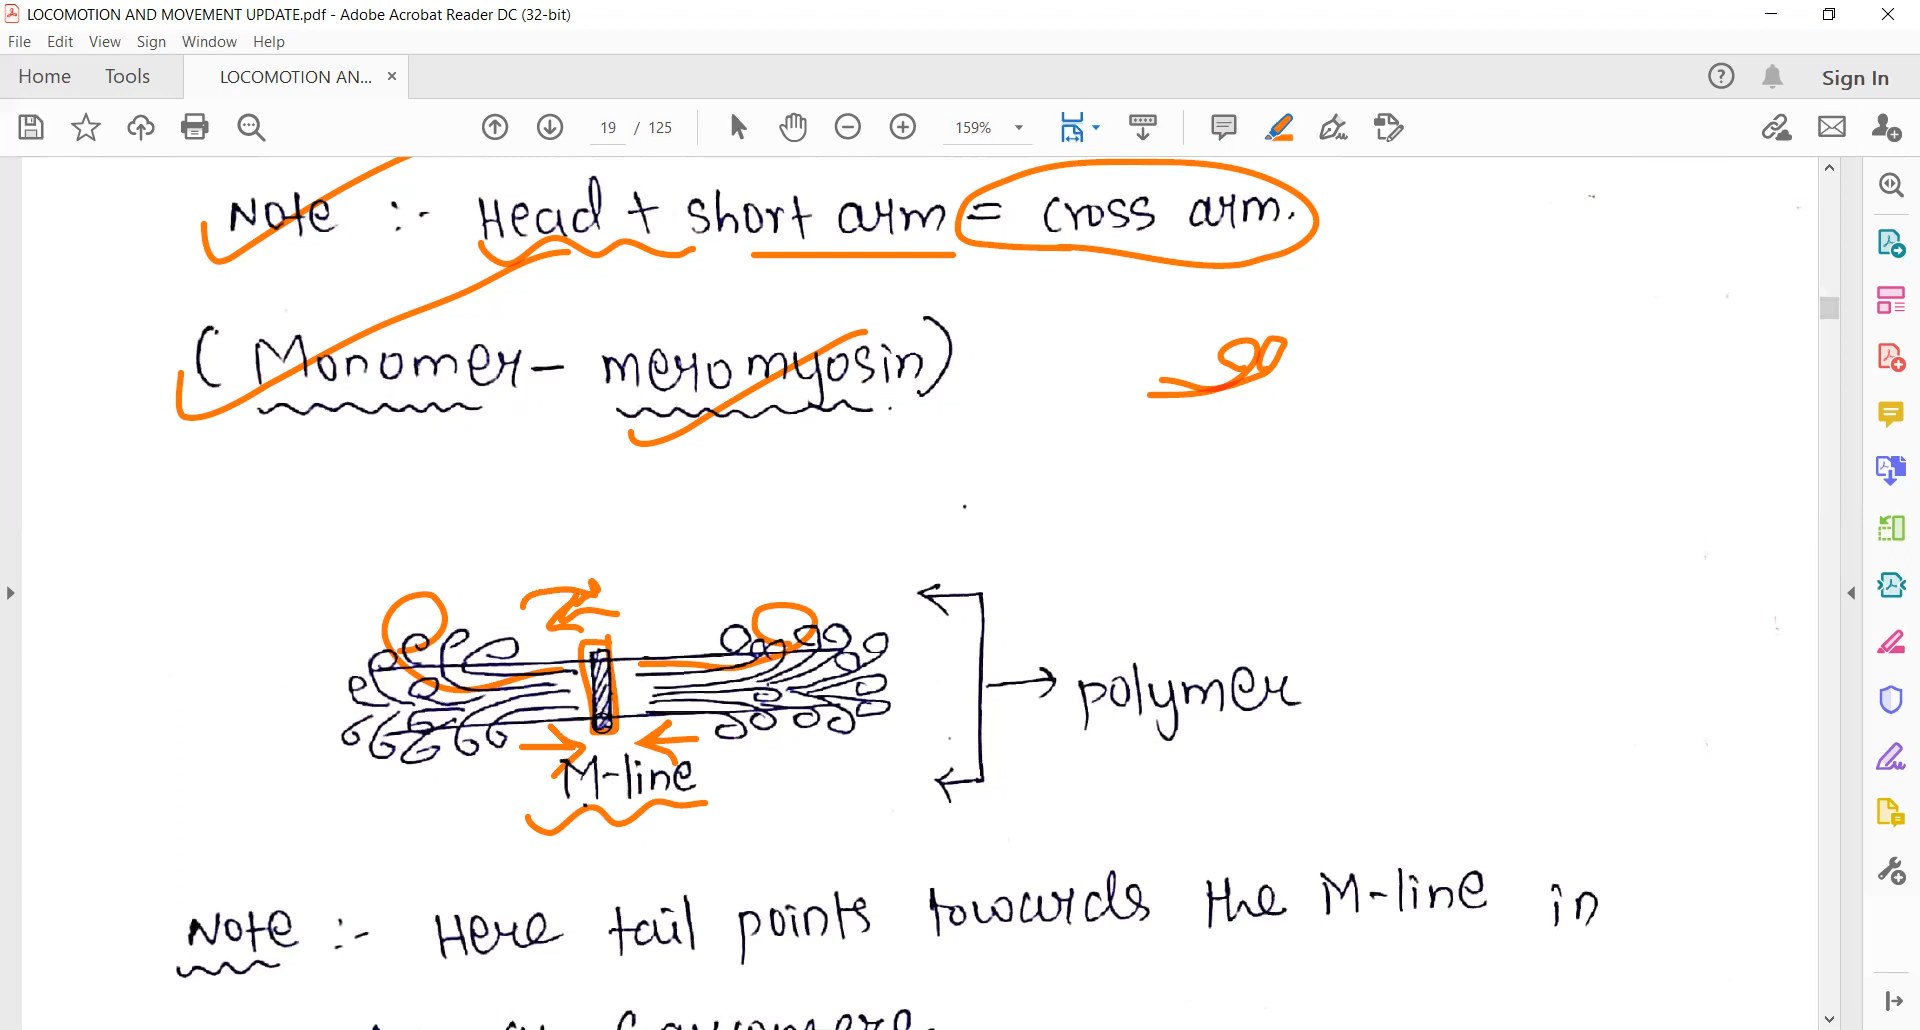 LOCOMOTION AND MOVEMENT UPDATE.pdf - Adobe Acrobat Reader DC (32-bit)
File Edit View Sign Window Help
Home Tools LOCOMOTION AN... × Sign In
19 / 125 159%
Note :- Head + short arm = cross arm.
(Monomer - meromyosin)
polymer
M-line
Note :- Here tail points towards the M-line in